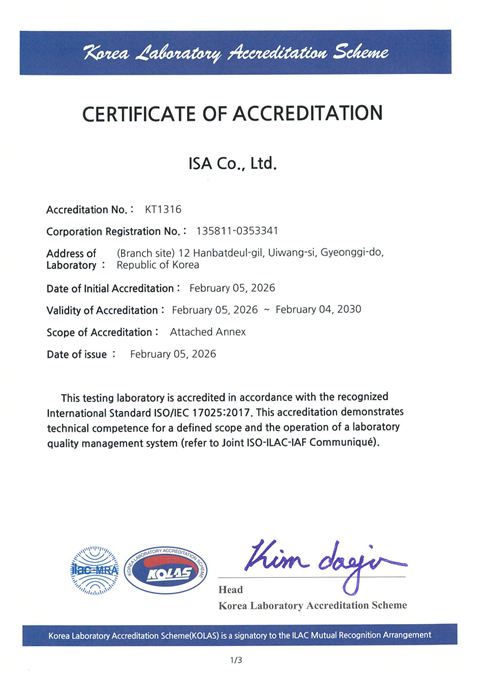 Korea Laboratory Accreditation Scheme
CERTIFICATE OF ACCREDITATION
ISA Co., Ltd.
Accreditation No. : KT1316
Corporation Registration No. : 135811-0353341
Address of Laboratory : (Branch site) 12 Hanbatdeul-gil, Uiwang-si, Gyeonggi-do,
Republic of Korea
Date of Initial Accreditation : February 05, 2026
Validity of Accreditation : February 05, 2026 ~ February 04, 2030
Scope of Accreditation : Attached Annex
Date of issue : February 05, 2026
This testing laboratory is accredited in accordance with the recognized
International Standard ISO/IEC 17025:2017. This accreditation demonstrates
technical competence for a defined scope and the operation of a laboratory
quality management system (refer to Joint ISO-ILAC-IAF Communiqué).
ilac-MRA
KOREA LABORATORY ACCREDITATION SCHEME
KOLAS
Kim daeju
Head
Korea Laboratory Accreditation Scheme
Korea Laboratory Accreditation Scheme(KOLAS) is a signatory to the ILAC Mutual Recognition Arrangement
1/3